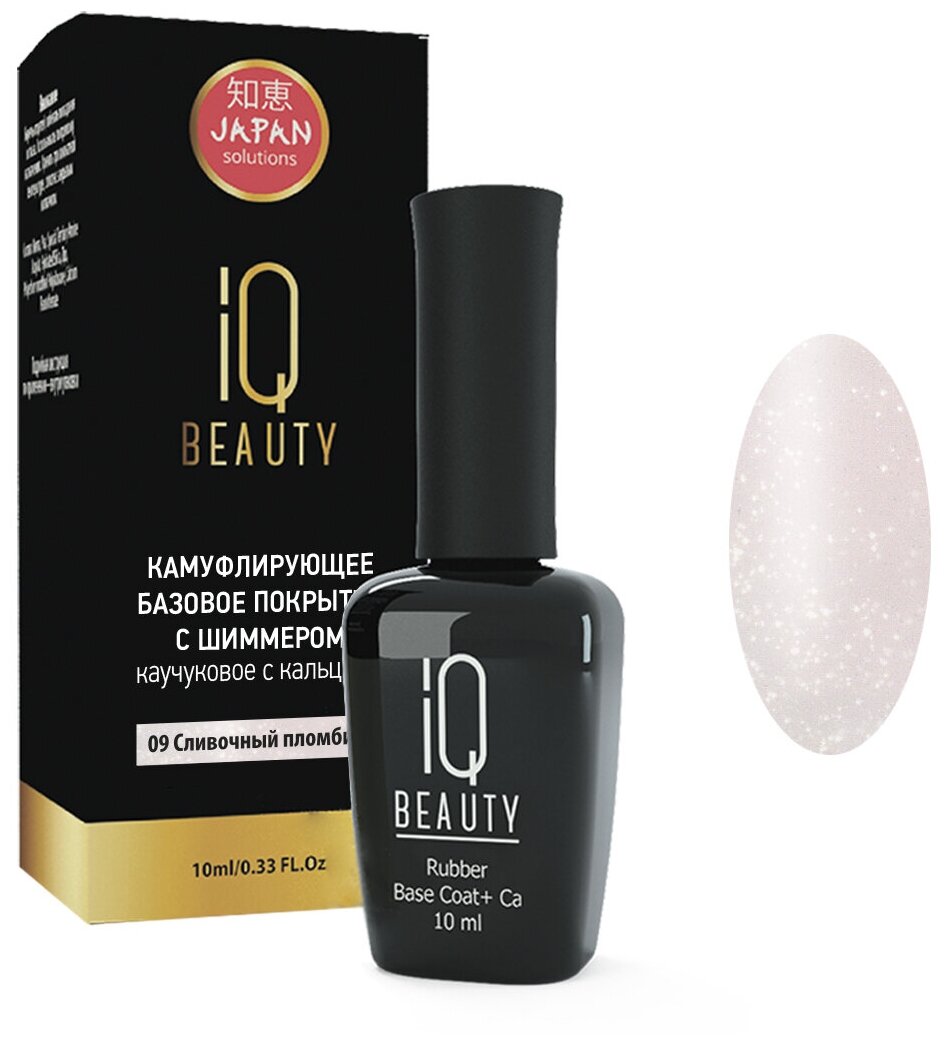 知恵
JAPAN
solutions
iQ
BEAUTY
КАМУФЛИРУЮЩЕЕ
БАЗОВОЕ ПОКРЫТ
С ШИММЕРОМ
каучуковое с кальц
09 Сливочный пломби
10ml/0.33 FL.Oz
iQ
BEAUTY
Rubber
Base Coat+ Ca
10 ml